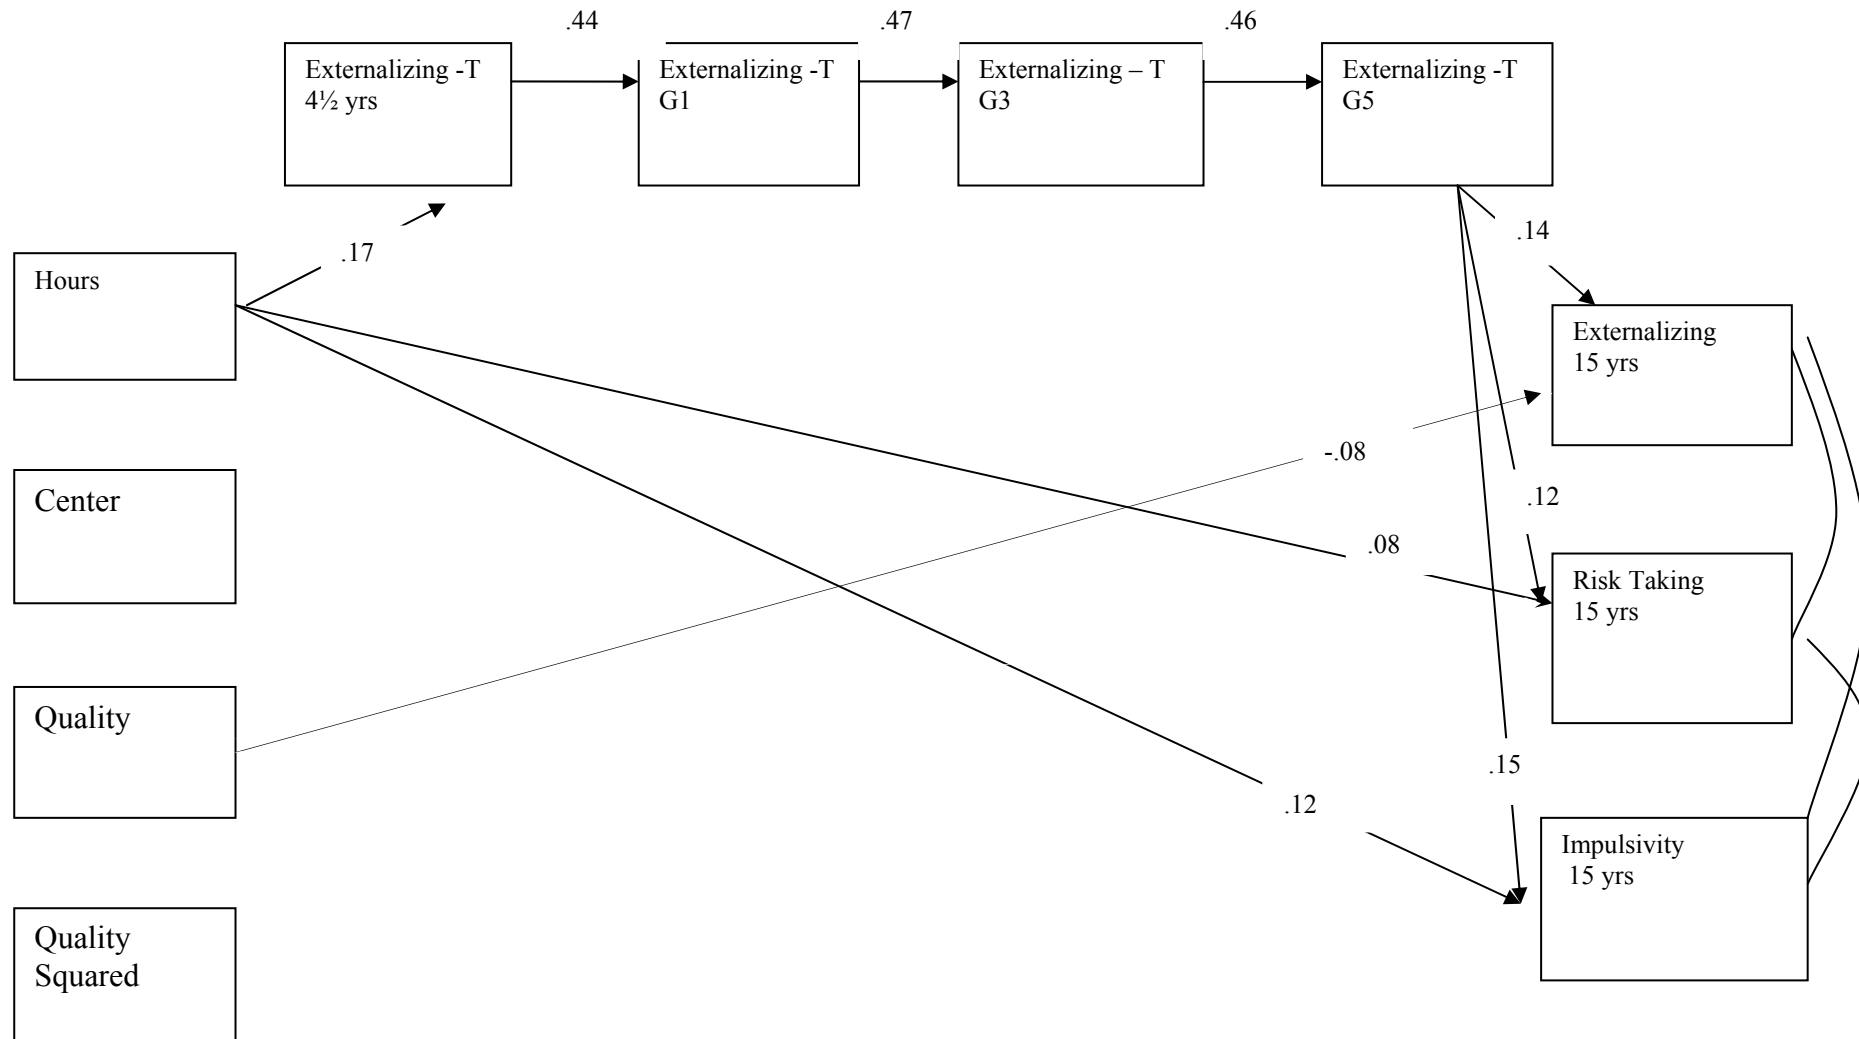 .44
.47
.46
Externalizing -T
4½ yrs
Externalizing -T
G1
Externalizing – T
G3
Externalizing -T
G5
.17
.14
Hours
Externalizing
15 yrs
-.08
Center
.12
.08
Risk Taking
15 yrs
Quality
.15
.12
Impulsivity
15 yrs
Quality
Squared